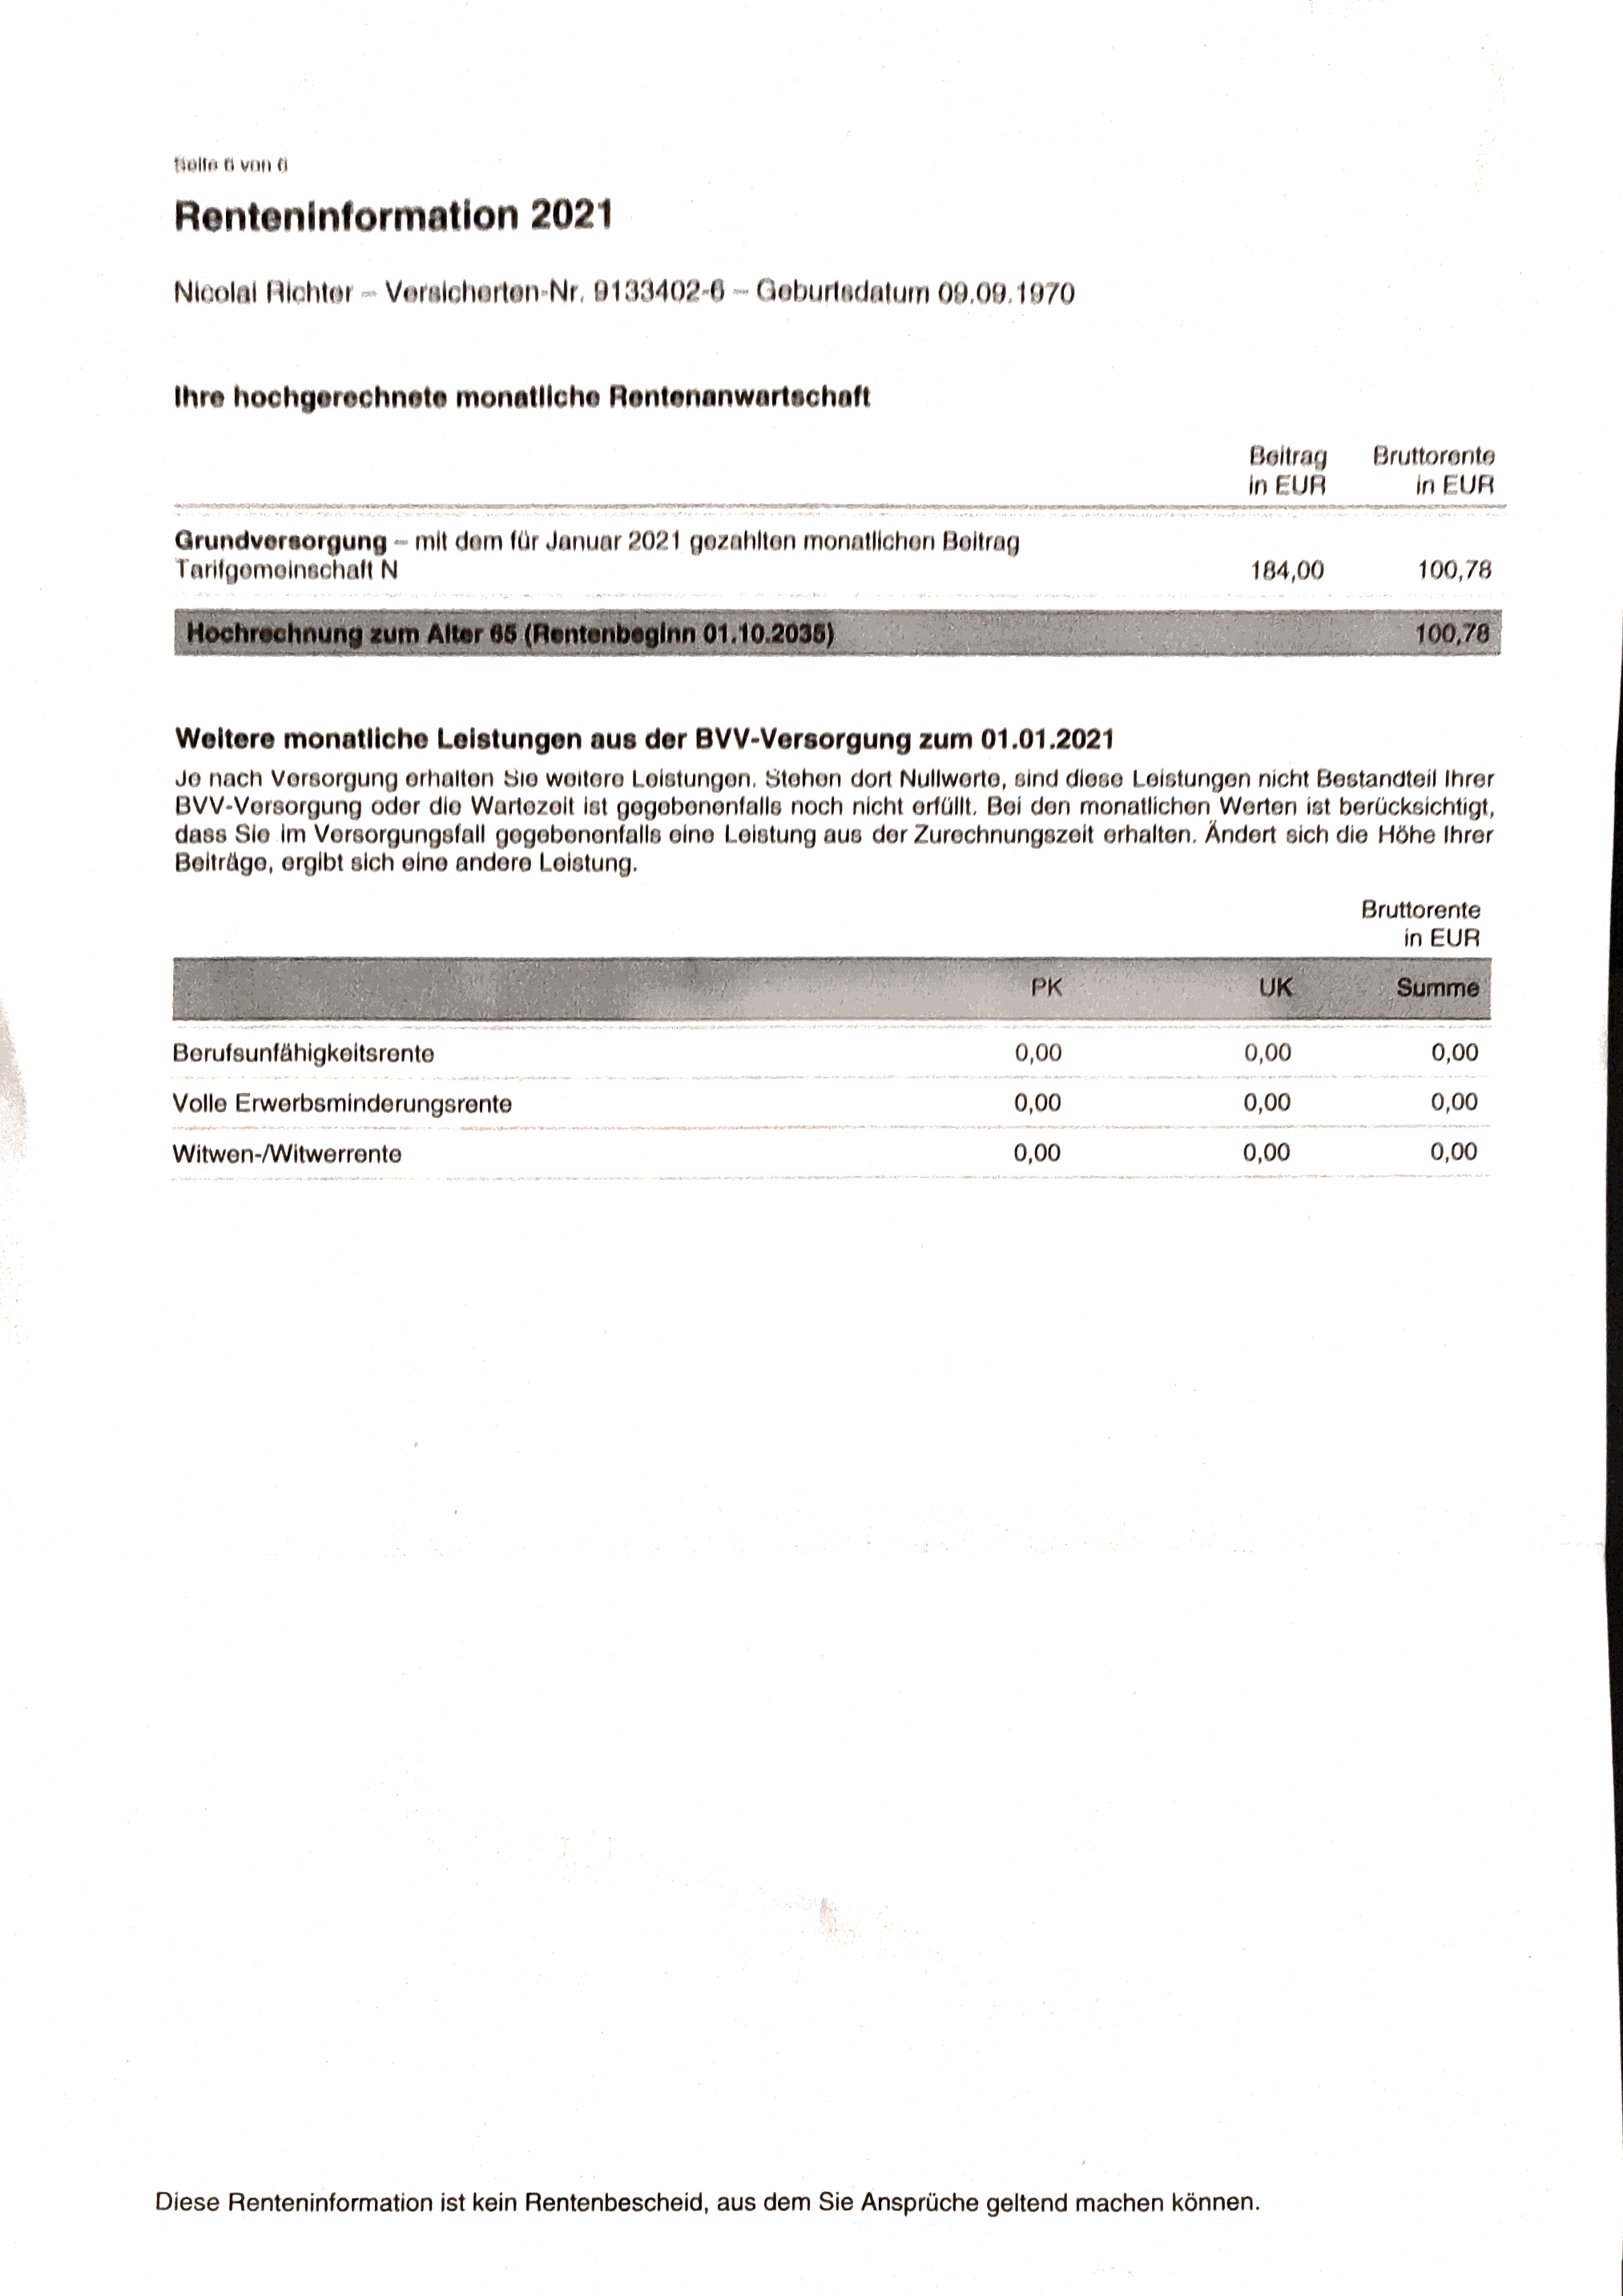 Seite 6 von 6
Renteninformation 2021
Nicolai Richter – Versicherten-Nr. 9133402-6 – Geburtsdatum 09.09.1970
Ihre hochgerechnete monatliche Rentenanwartschaft
Beitrag Bruttorente
in EUR in EUR
Grundversorgung – mit dem für Januar 2021 gezahlten monatlichen Beitrag
Tarifgemeinschaft N 184,00 100,78
Hochrechnung zum Alter 65 (Rentenbeginn 01.10.2035) 100,78
Weitere monatliche Leistungen aus der BVV-Versorgung zum 01.01.2021
Je nach Versorgung erhalten Sie weitere Leistungen. Stehen dort Nullwerte, sind diese Leistungen nicht Bestandteil Ihrer
BVV-Versorgung oder die Wartezeit ist gegebenenfalls noch nicht erfüllt. Bei den monatlichen Werten ist berücksichtigt,
dass Sie im Versorgungsfall gegebenenfalls eine Leistung aus der Zurechnungszeit erhalten. Ändert sich die Höhe Ihrer
Beiträge, ergibt sich eine andere Leistung.
Bruttorente
in EUR
PK UK Summe
Berufsunfähigkeitsrente 0,00 0,00 0,00
Volle Erwerbsminderungsrente 0,00 0,00 0,00
Witwen-/Witwerrente 0,00 0,00 0,00
Diese Renteninformation ist kein Rentenbescheid, aus dem Sie Ansprüche geltend machen können.